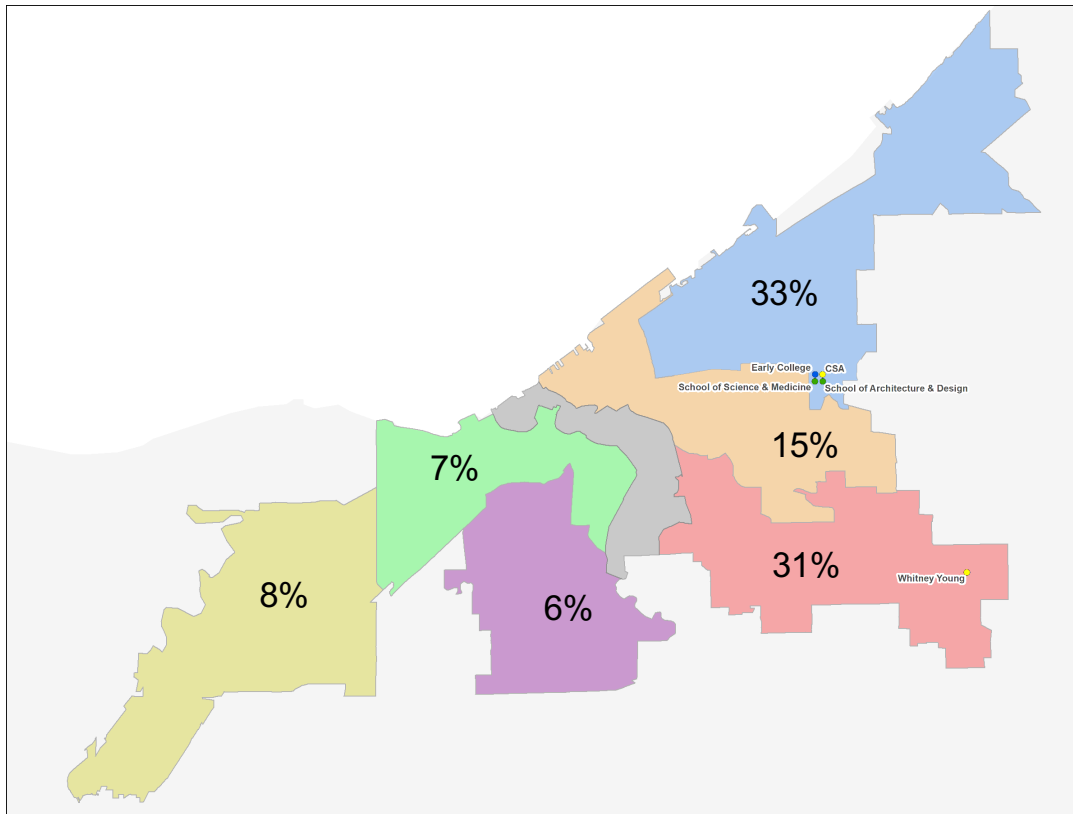 33%
Early College
CSA
School of Science & Medicine
School of Architecture & Design
15%
7%
31%
Whitney Young
8%
6%